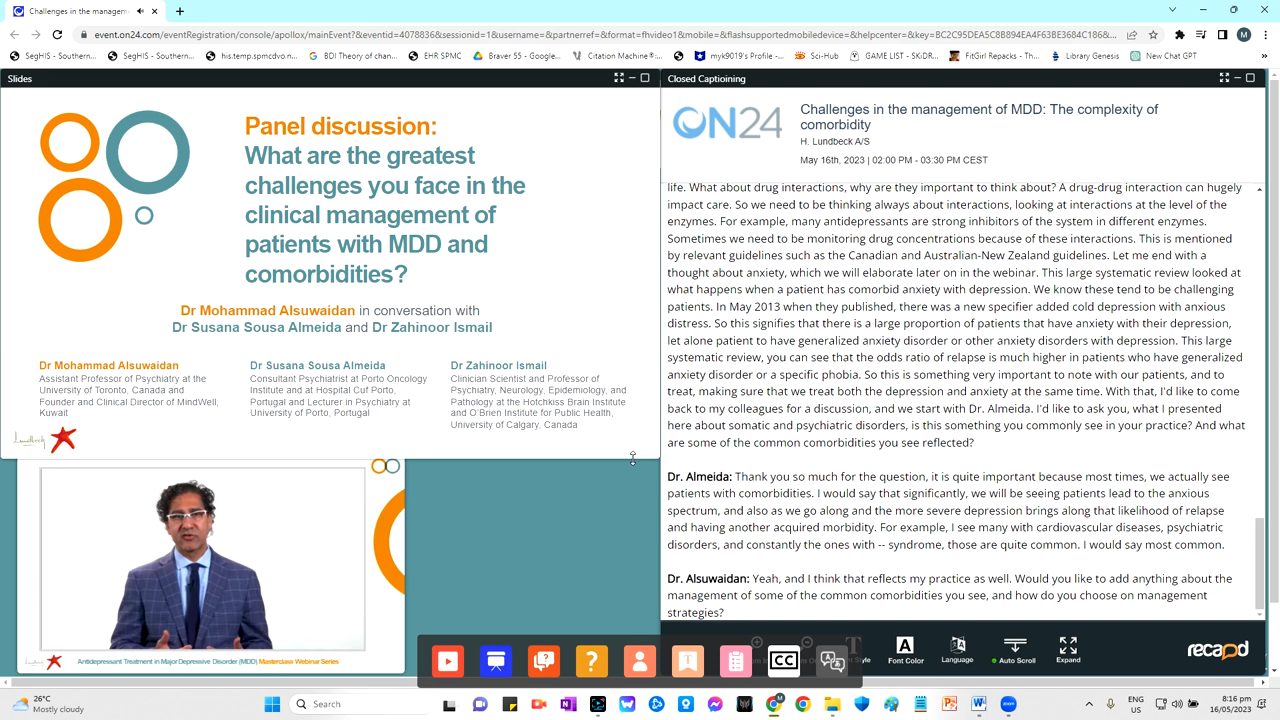 Challenges in the managem
event.on24.com/eventRegistration/console/apollox/mainEvent?&eventid=4078836&sessionid=1&username=&partnerref=&format=fhvideo1&mobile=&flashsupportedmobiledevice=&helpcenter=&key=BC2C95DEA5C8B894EA4F63BE3684C186&...
M
SegHIS - Southern... SegHIS - Southern... his.temp.spmcdvo.n... BDI Theory of chan... EHR SPMC Braver 55 - Google... Citation Machine®:... myk9019's Profile -... Sci-Hub GAME LIST - SKiDR... FitGirl Repacks - Th... Library Genesis New Chat GPT »
Slides
Panel discussion:
What are the greatest
challenges you face in the
clinical management of
patients with MDD and
comorbidities?
Dr Mohammad Alsuwaidan in conversation with
Dr Susana Sousa Almeida and Dr Zahinoor Ismail
Dr Mohammad Alsuwaidan
Assistant Professor of Psychiatry at the
University of Toronto, Canada and
Founder and Clinical Director of MindWell,
Kuwait
Dr Susana Sousa Almeida
Consultant Psychiatrist at Porto Oncology
Institute and at Hospital Cuf Porto,
Portugal and Lecturer in Psychiatry at
University of Porto, Portugal
Dr Zahinoor Ismail
Clinician Scientist and Professor of
Psychiatry, Neurology, Epidemiology, and
Pathology at the Hotchkiss Brain Institute
and O'Brien Institute for Public Health,
University of Calgary, Canada
Lundbeck
Antidepressant Treatment in Major Depressive Disorder (MDD) Masterclass Webinar Series
Closed Captioining
ON24
Challenges in the management of MDD: The complexity of
comorbidity
H. Lundbeck A/S
May 16th, 2023 | 02:00 PM - 03:30 PM CEST
life. What about drug interactions, why are they important to think about? A drug-drug interaction can hugely
impact care. So we need to be thinking always about interactions, looking at interactions at the level of the
enzymes. For example, many antidepressants are strong inhibitors of the system in different enzymes.
Sometimes we need to be monitoring drug concentrations because of these interactions. This is mentioned
by relevant guidelines such as the Canadian and Australian-New Zealand guidelines. Let me end with a
thought about anxiety, which we will elaborate later on in the webinar. This large systematic review looked at
what happens when a patient has comorbid anxiety with depression. We know these tend to be challenging
patients. In May 2013 when they published, there was a new specifier added cold depression with anxious
distress. So this signifies that there is a large proportion of patients that have anxiety with their depression,
let alone patient to have generalized anxiety disorder or other anxiety disorders with depression. This large
systematic review, you can see that the odds ratio of relapse is much higher in patients who have generalized
anxiety disorder or a specific phobia. So this is something very important to note with our patients, and to
treat, making sure that we treat both the depression and anxiety at the same time. With that, I'd like to come
back to my colleagues for a discussion, and we start with Dr. Almeida. I'd like to ask you, what I presented
here about somatic and psychiatric disorders, is this something you commonly see in your practice? And what
are some of the common comorbidities you see reflected?
Dr. Almeida: Thank you so much for the question, it is quite important because most times, we actually see
patients with comorbidities. I would say that significantly, we will be seeing patients lead to the anxious
spectrum, and also as we go along and the more severe depression brings along that likelihood of relapse
and having another acquired morbidity. For example, I see many with cardiovascular diseases, psychiatric
disorders, and constantly the ones with -- syndrome, those are quite common. I would say most common.
Dr. Alsuwaidan: Yeah, and I think that reflects my practice as well. Would you like to add anything about the
management of some of the common comorbidities you see, and how do you choose on management
strategies?
Style Font Color Language Auto Scroll Expand
recapd
CC
26°C
Mostly cloudy
Search
ENG
US
8:16 pm
16/05/2023